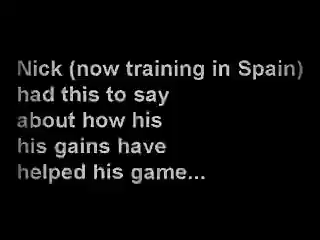 Nick (now training in Spain)
had this to say
about how his
his gains have
helped his game...